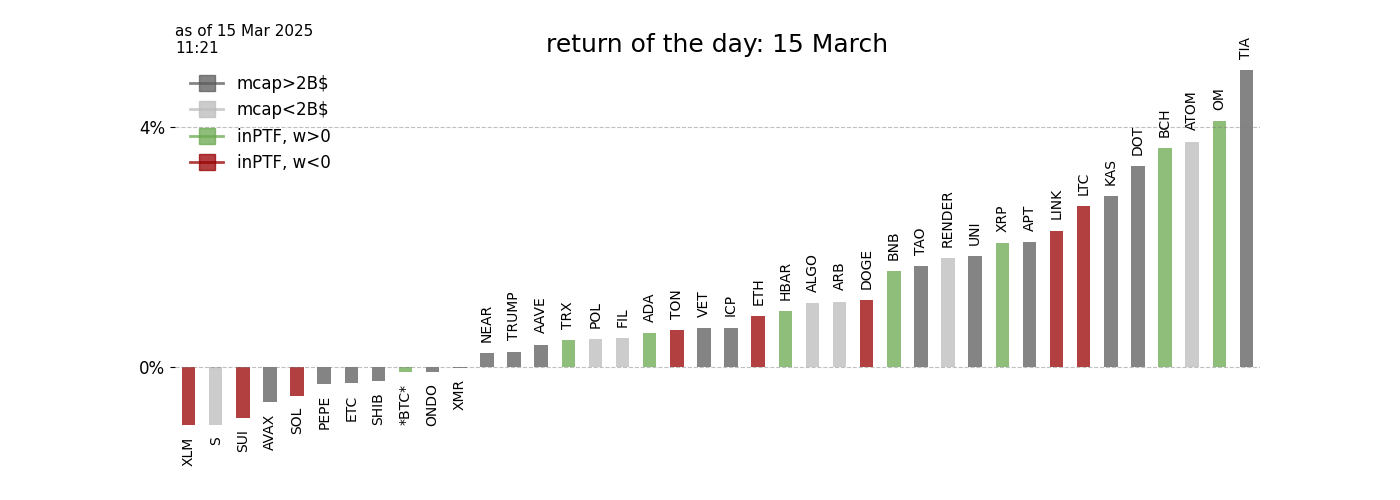 as of 15 Mar 2025
11:21
return of the day: 15 March
mcap>2B$
mcap<2B$
inPTF, w>0
inPTF, w<0
4%
0%
XLM
S
SUI
AVAX
SOL
PEPE
ETC
SHIB
*BTC*
ONDO
XMR
NEAR
TRUMP
AAVE
TRX
POL
FIL
ADA
TON
VET
ICP
ETH
HBAR
ALGO
ARB
DOGE
BNB
TAO
RENDER
UNI
XRP
APT
LINK
LTC
KAS
DOT
BCH
ATOM
OM
TIA